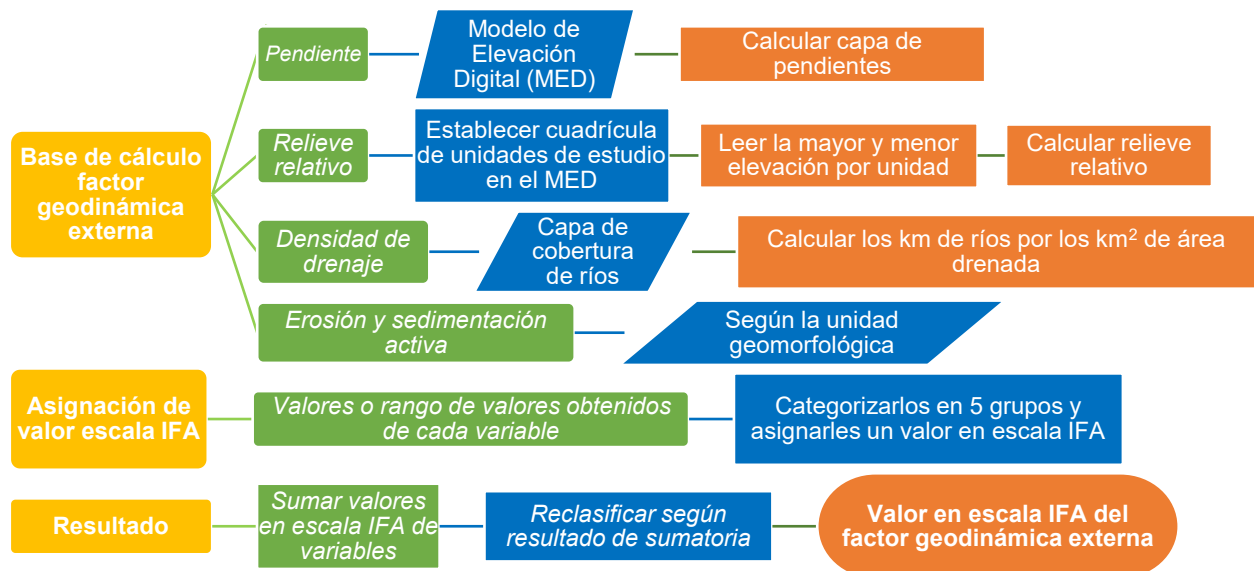 Pendiente
Modelo de
Elevación
Digital (MED)
Calcular capa de
pendientes
Base de cálculo
factor
geodinámica
externa
Relieve
relativo
Establecer cuadrícula
de unidades de estudio
en el MED
Leer la mayor y menor
elevación por unidad
Calcular relieve
relativo
Densidad de
drenaje
Capa de
cobertura
de ríos
Calcular los km de ríos por los km² de área
drenada
Erosión y sedimentación
activa
Según la unidad
geomorfológica
Asignación de
valor escala IFA
Valores o rango de valores obtenidos
de cada variable
Categorizarlos en 5 grupos y
asignarles un valor en escala IFA
Resultado
Sumar valores
en escala IFA de
variables
Reclasificar según
resultado de sumatoria
Valor en escala IFA del
factor geodinámica externa